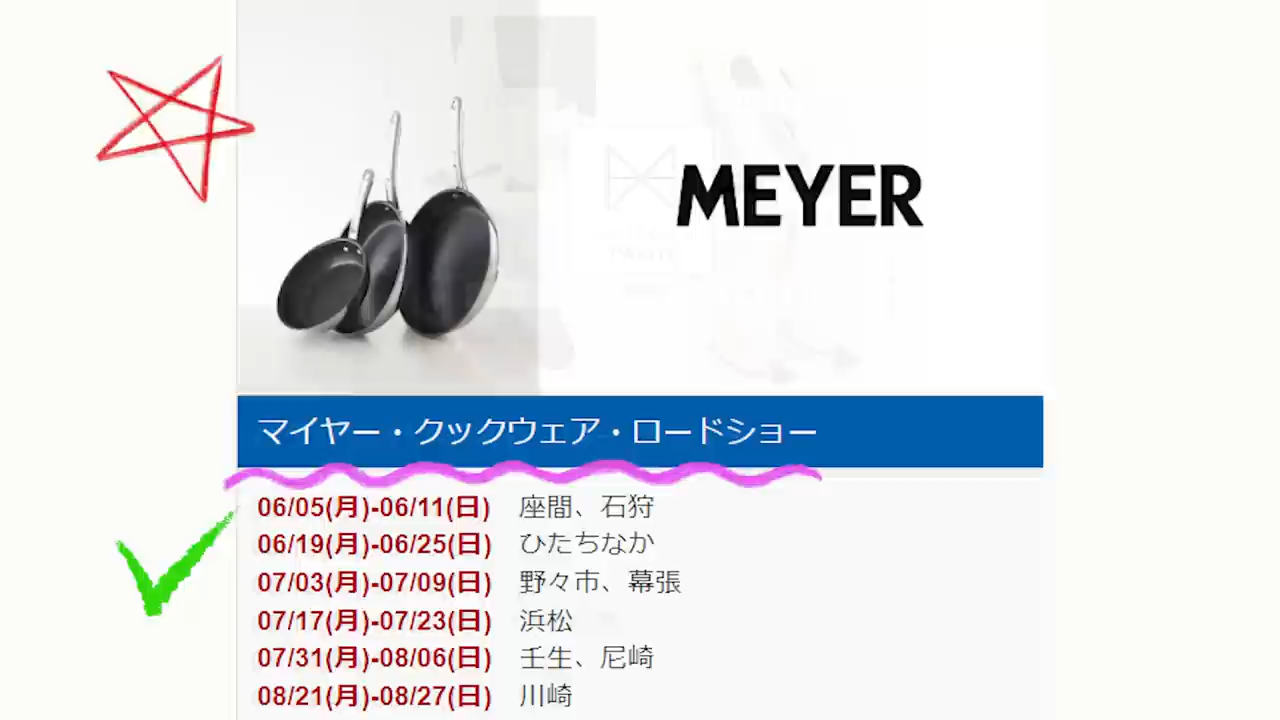 MEYER
マイヤー・クックウェア・ロードショー
06/05(月)-06/11(日) 座間、石狩
06/19(月)-06/25(日) ひたちなか
07/03(月)-07/09(日) 野々市、幕張
07/17(月)-07/23(日) 浜松
07/31(月)-08/06(日) 壬生、尼崎
08/21(月)-08/27(日) 川崎